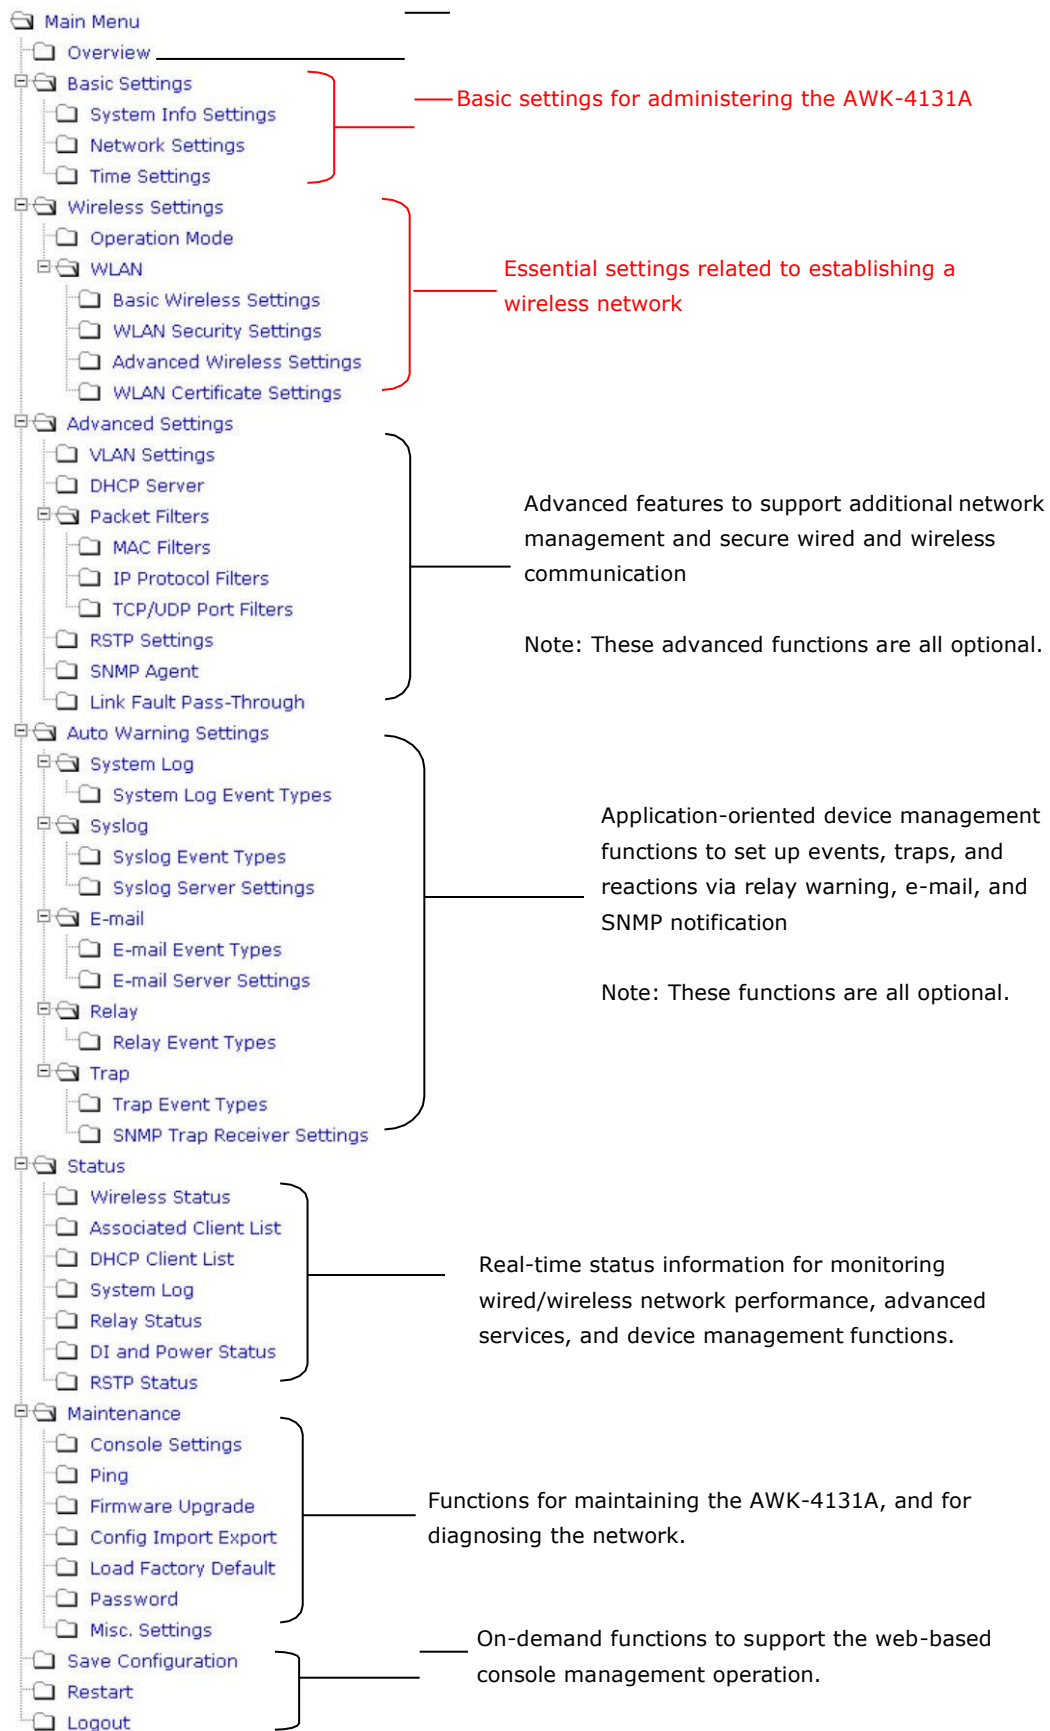 Main Menu
Overview
Basic Settings
System Info Settings
Network Settings
Time Settings
Basic settings for administering the AWK-4131A
Wireless Settings
Operation Mode
WLAN
Basic Wireless Settings
WLAN Security Settings
Advanced Wireless Settings
WLAN Certificate Settings
Essential settings related to establishing a
wireless network
Advanced Settings
VLAN Settings
DHCP Server
Packet Filters
MAC Filters
IP Protocol Filters
TCP/UDP Port Filters
RSTP Settings
SNMP Agent
Link Fault Pass-Through
Advanced features to support additional network
management and secure wired and wireless
communication
Note: These advanced functions are all optional.
Auto Warning Settings
System Log
System Log Event Types
Syslog
Syslog Event Types
Syslog Server Settings
E-mail
E-mail Event Types
E-mail Server Settings
Relay
Relay Event Types
Trap
Trap Event Types
SNMP Trap Receiver Settings
Application-oriented device management
functions to set up events, traps, and
reactions via relay warning, e-mail, and
SNMP notification
Note: These functions are all optional.
Status
Wireless Status
Associated Client List
DHCP Client List
System Log
Relay Status
DI and Power Status
RSTP Status
Real-time status information for monitoring
wired/wireless network performance, advanced
services, and device management functions.
Maintenance
Console Settings
Ping
Firmware Upgrade
Config Import Export
Load Factory Default
Password
Misc. Settings
Functions for maintaining the AWK-4131A, and for
diagnosing the network.
Save Configuration
Restart
Logout
On-demand functions to support the web-based
console management operation.